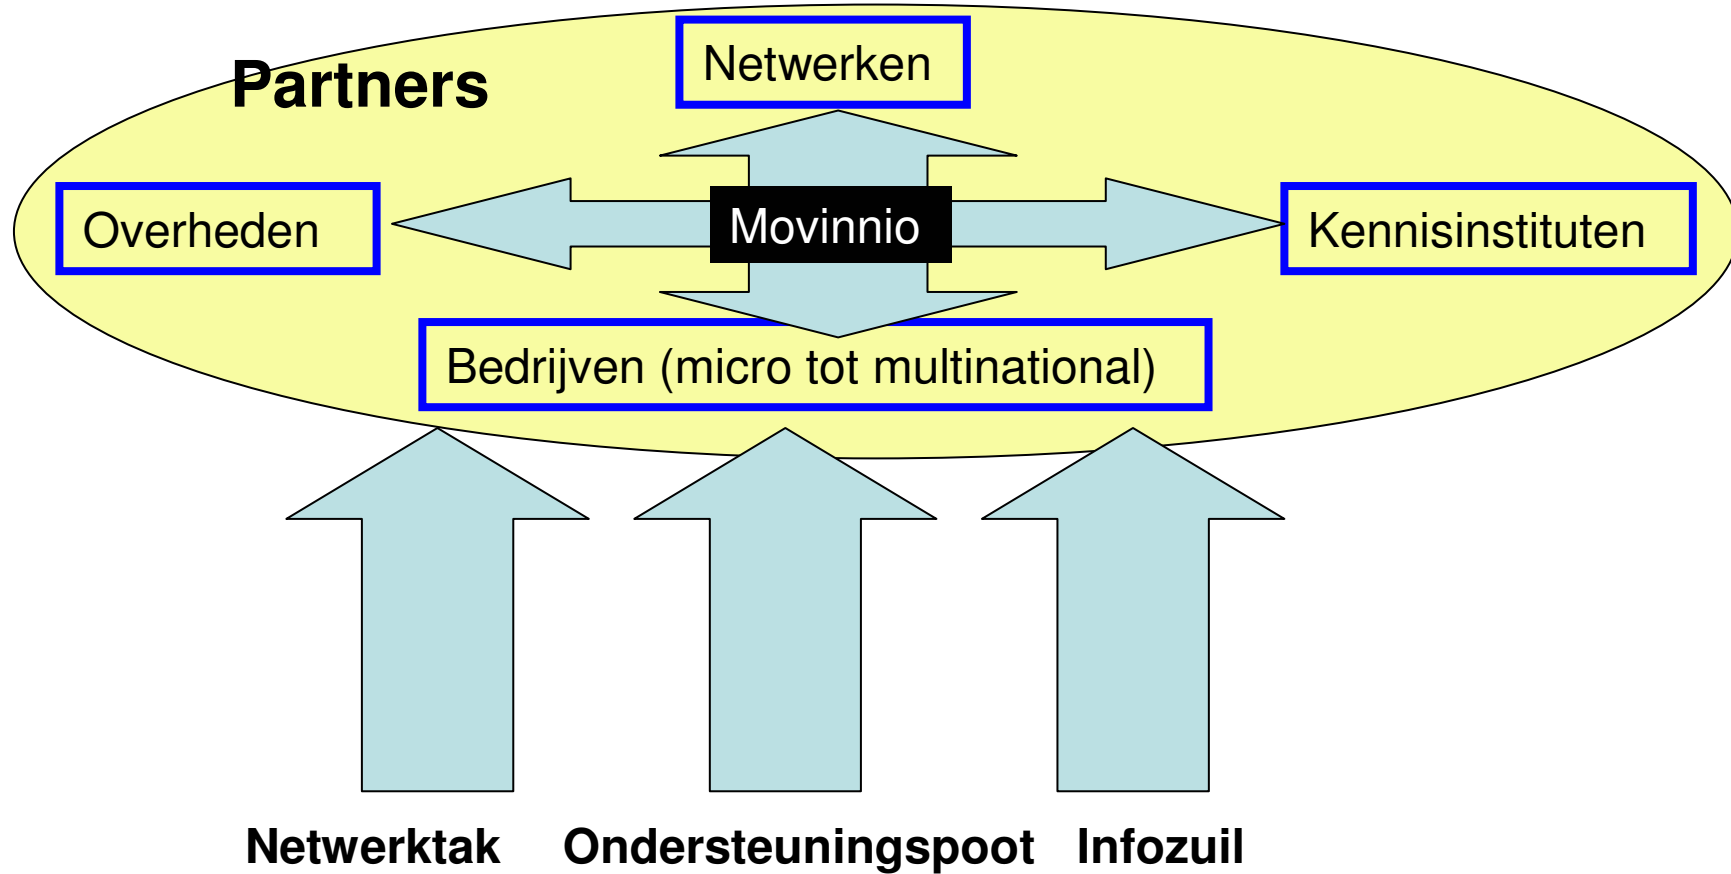 Partners
Netwerken
Overheden
Movinnio
Kennisinstituten
Bedrijven (micro tot multinational)
Netwerktak
Ondersteuningspoot
Infozuil